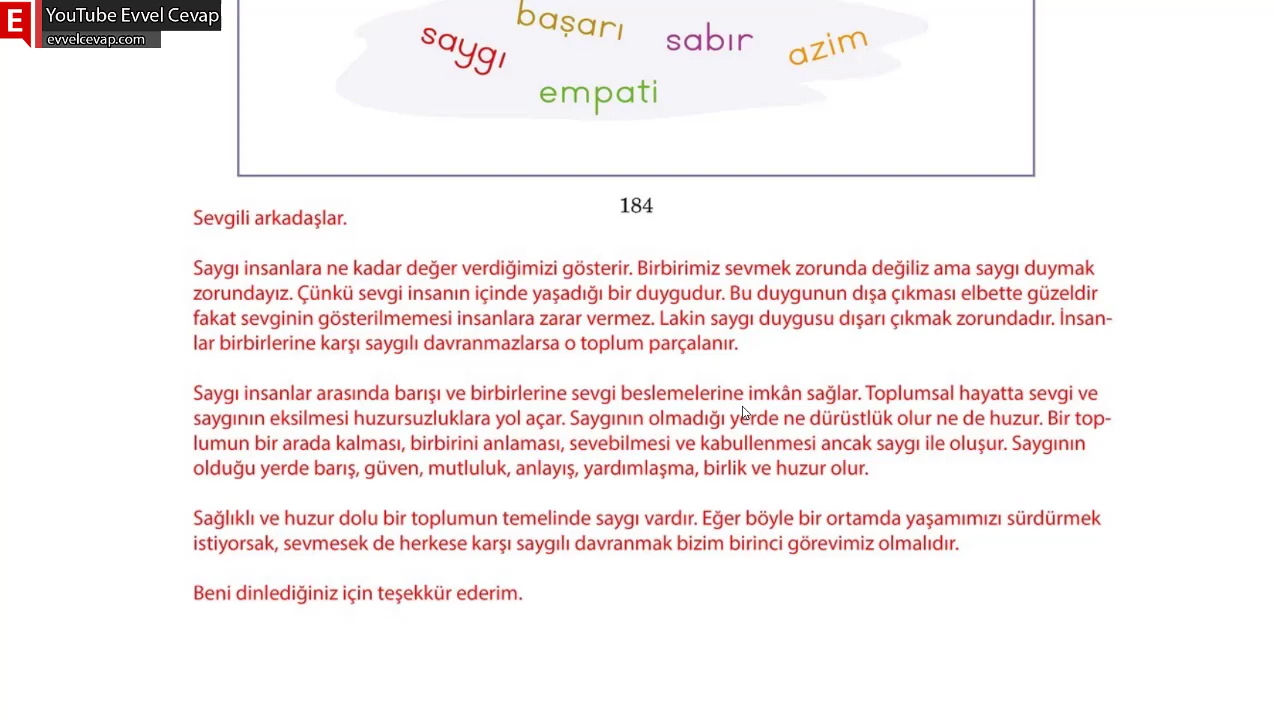 YouTube Evvel Cevap
evvelcevap.com
başarı
saygı
sabır
azim
empati
184
Sevgili arkadaşlar.
Saygı insanlara ne kadar değer verdiğimizi gösterir. Birbirimiz sevmek zorunda değiliz ama saygı duymak
zorundayız. Çünkü sevgi insanın içinde yaşadığı bir duygudur. Bu duygunun dışa çıkması elbette güzeldir
fakat sevginin gösterilmemesi insanlara zarar vermez. Lakin saygı duygusu dışarı çıkmak zorundadır. İnsan-
lar birbirlerine karşı saygılı davranmazlarsa o toplum parçalanır.
Saygı insanlar arasında barışı ve birbirlerine sevgi beslemelerine imkân sağlar. Toplumsal hayatta sevgi ve
saygının eksilmesi huzursuzluklara yol açar. Saygının olmadığı yerde ne dürüstlük olur ne de huzur. Bir top-
lumun bir arada kalması, birbirini anlaması, sevebilmesi ve kabullenmesi ancak saygı ile oluşur. Saygının
olduğu yerde barış, güven, mutluluk, anlayış, yardımlaşma, birlik ve huzur olur.
Sağlıklı ve huzur dolu bir toplumun temelinde saygı vardır. Eğer böyle bir ortamda yaşamımızı sürdürmek
istiyorsak, sevmesek de herkese karşı saygılı davranmak bizim birinci görevimiz olmalıdır.
Beni dinlediğiniz için teşekkür ederim.